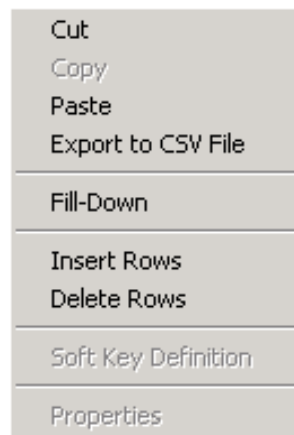 Cut
Copy
Paste
Export to CSV File
Fill-Down
Insert Rows
Delete Rows
Soft Key Definition
Properties